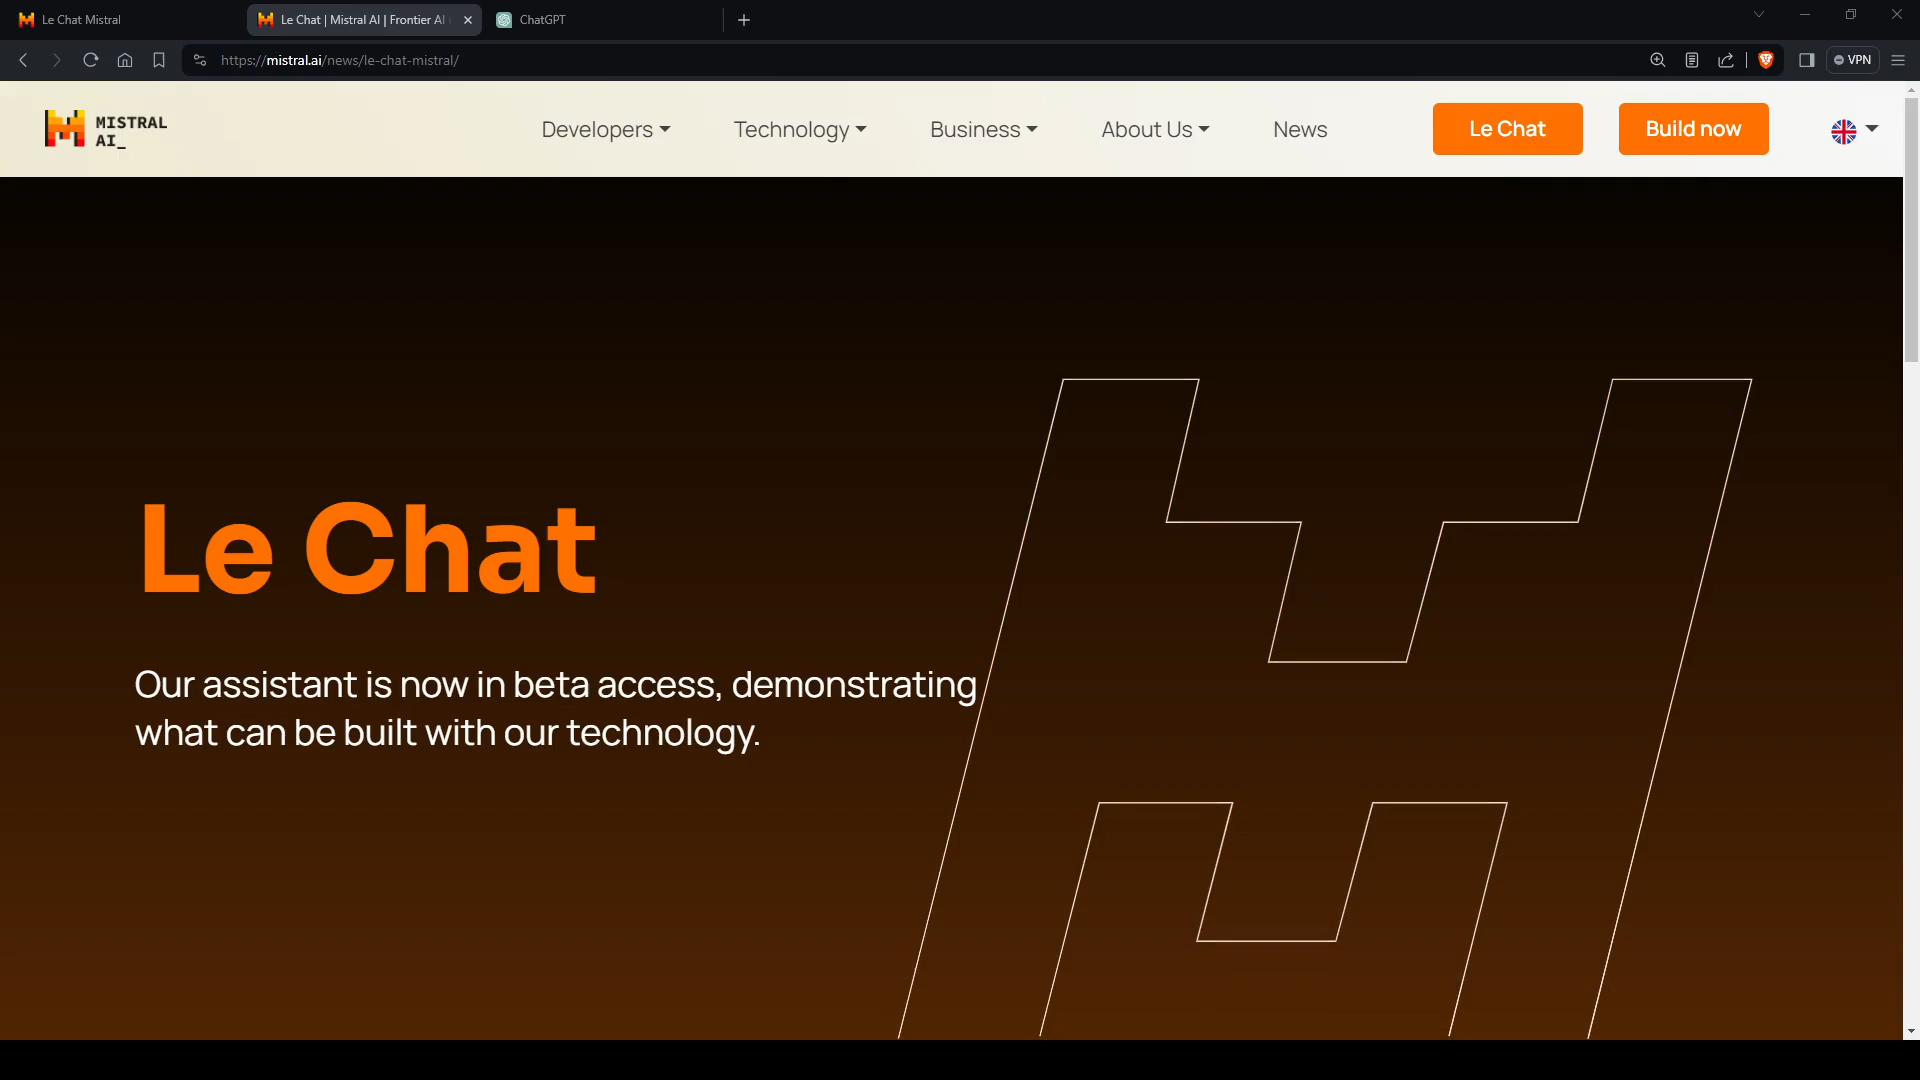 Le Chat Mistral
Le Chat | Mistral AI | Frontier AI
ChatGPT
https://mistral.ai/news/le-chat-mistral/
VPN
MISTRAL
AI_
Developers
Technology
Business
About Us
News
Le Chat
Build now
Le Chat
Our assistant is now in beta access, demonstrating
what can be built with our technology.